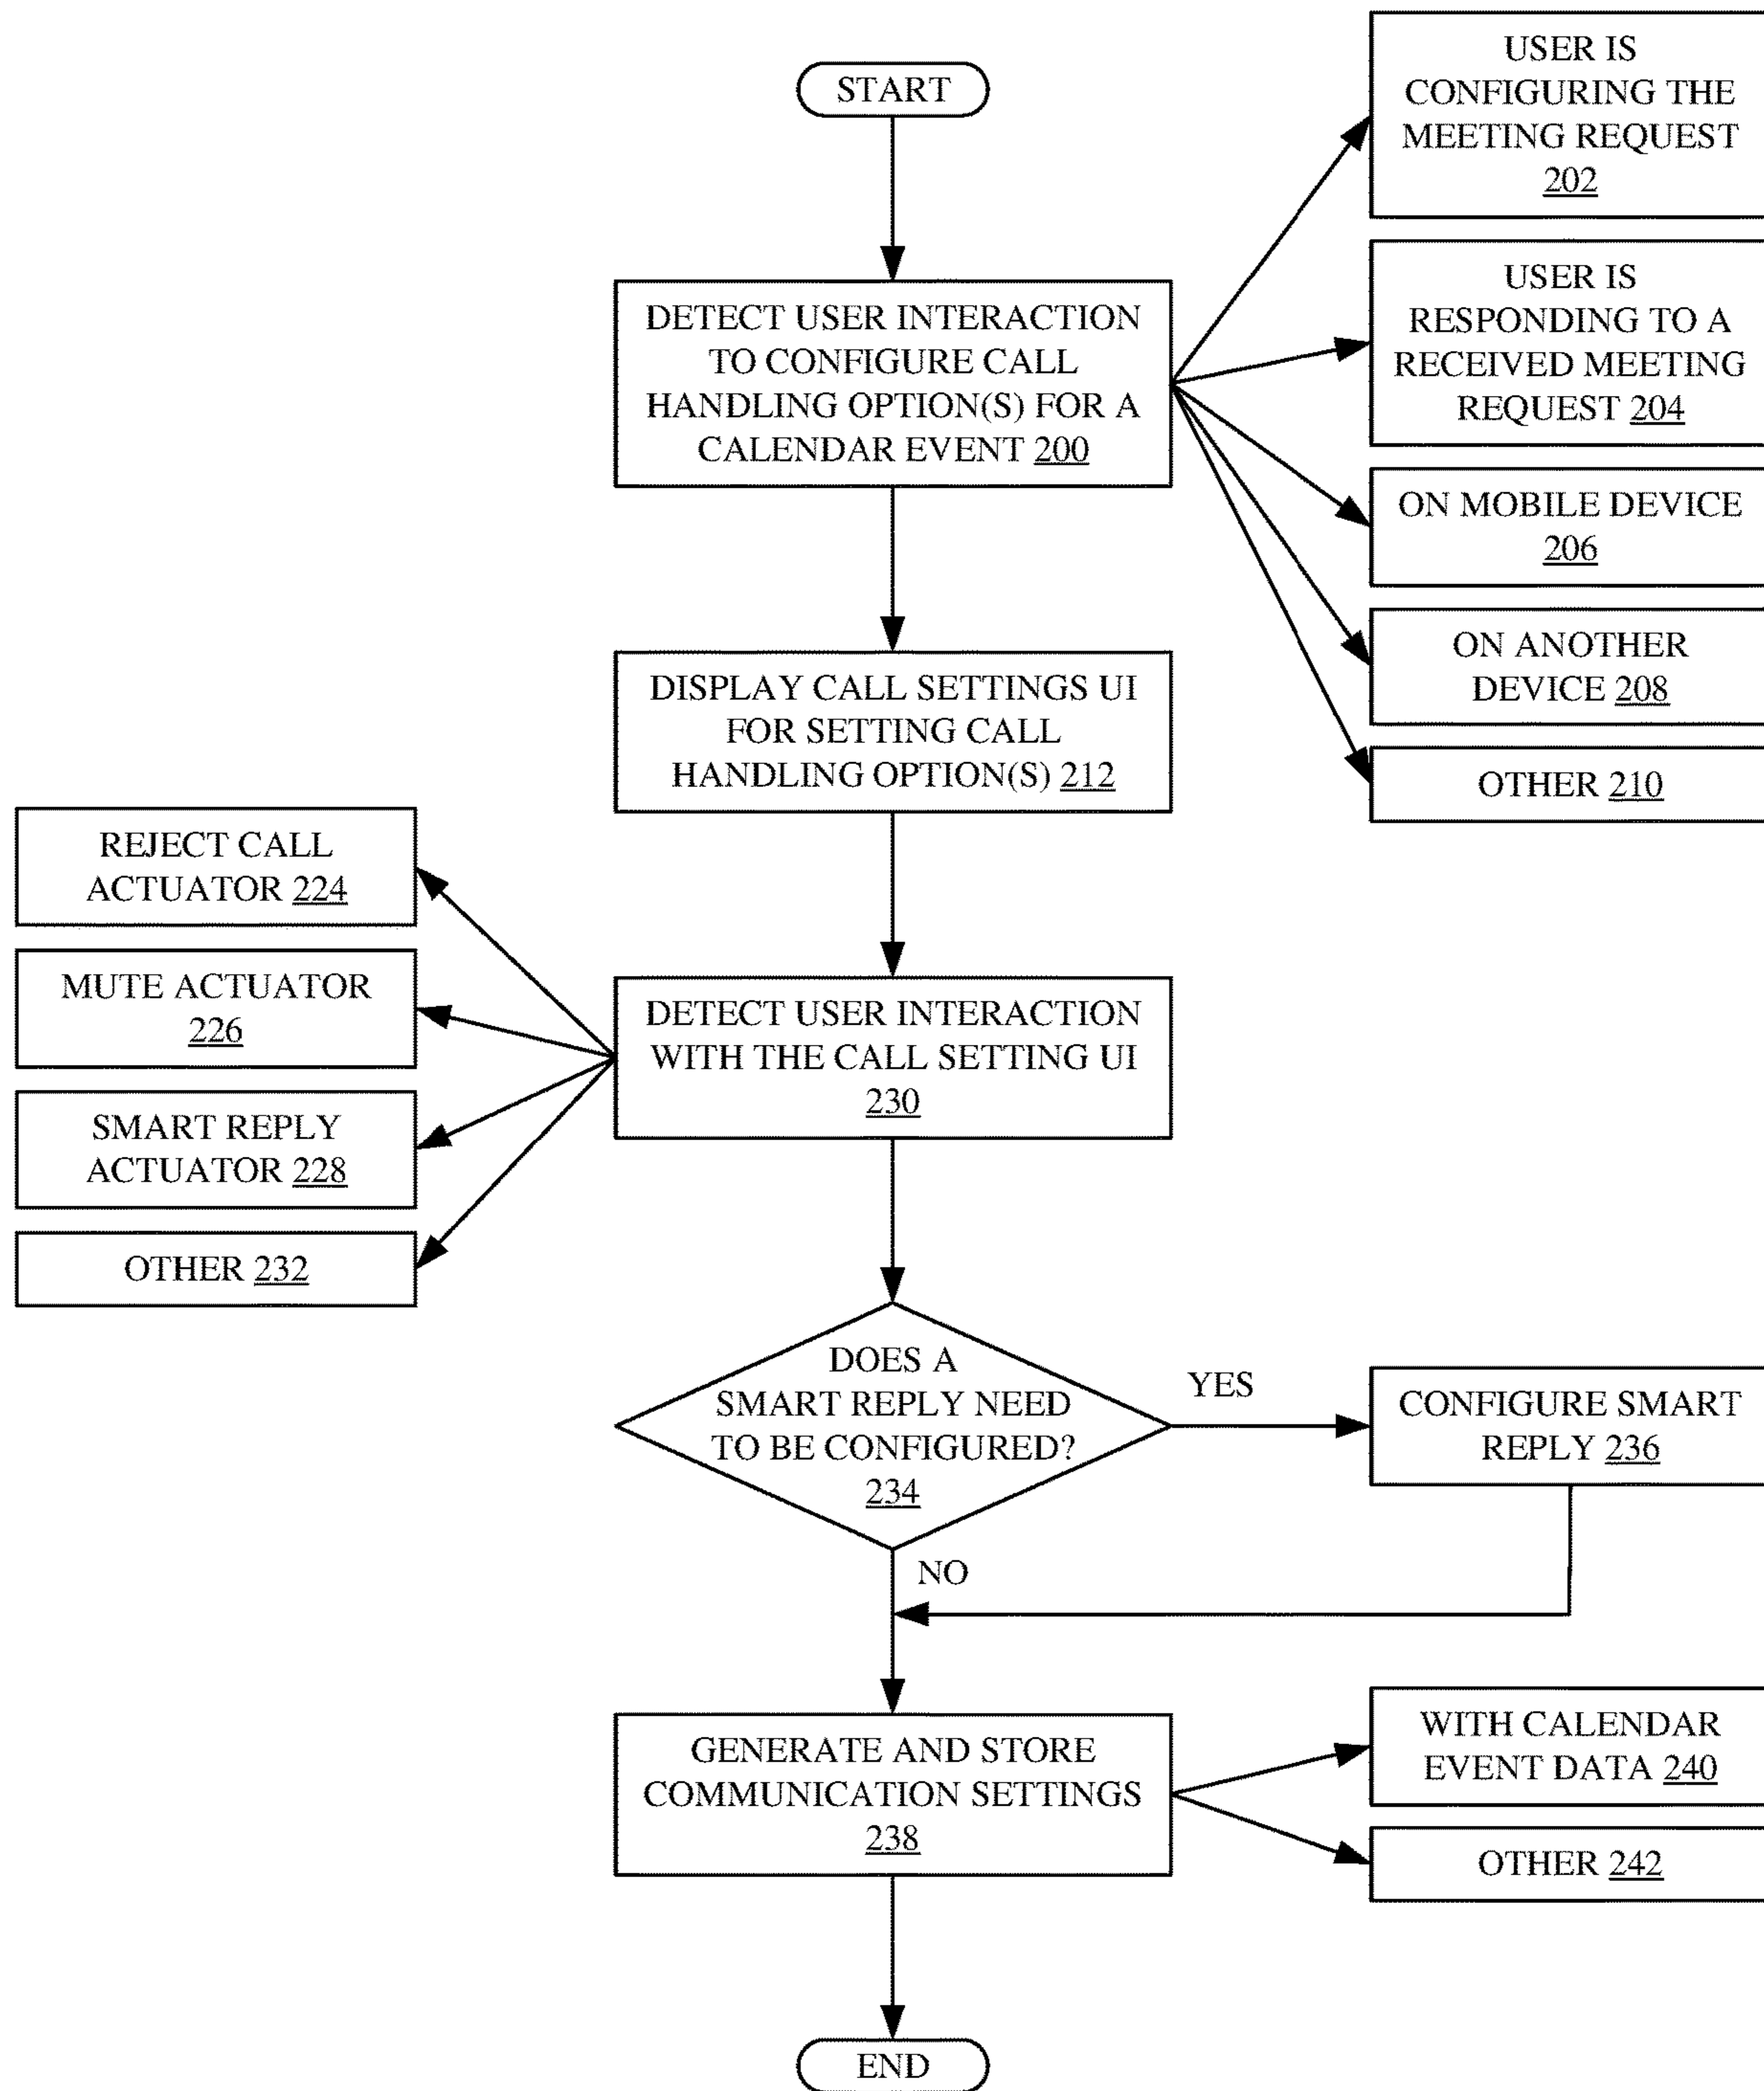 START
USER IS
CONFIGURING THE
MEETING REQUEST
202
DETECT USER INTERACTION
TO CONFIGURE CALL
HANDLING OPTION(S) FOR A
CALENDAR EVENT 200
USER IS
RESPONDING TO A
RECEIVED MEETING
REQUEST 204
ON MOBILE DEVICE
206
ON ANOTHER
DEVICE 208
OTHER 210
DISPLAY CALL SETTINGS UI
FOR SETTING CALL
HANDLING OPTION(S) 212
REJECT CALL
ACTUATOR 224
MUTE ACTUATOR
226
SMART REPLY
ACTUATOR 228
OTHER 232
DETECT USER INTERACTION
WITH THE CALL SETTING UI
230
DOES A
SMART REPLY NEED
TO BE CONFIGURED?
234
YES
CONFIGURE SMART
REPLY 236
NO
GENERATE AND STORE
COMMUNICATION SETTINGS
238
WITH CALENDAR
EVENT DATA 240
OTHER 242
END